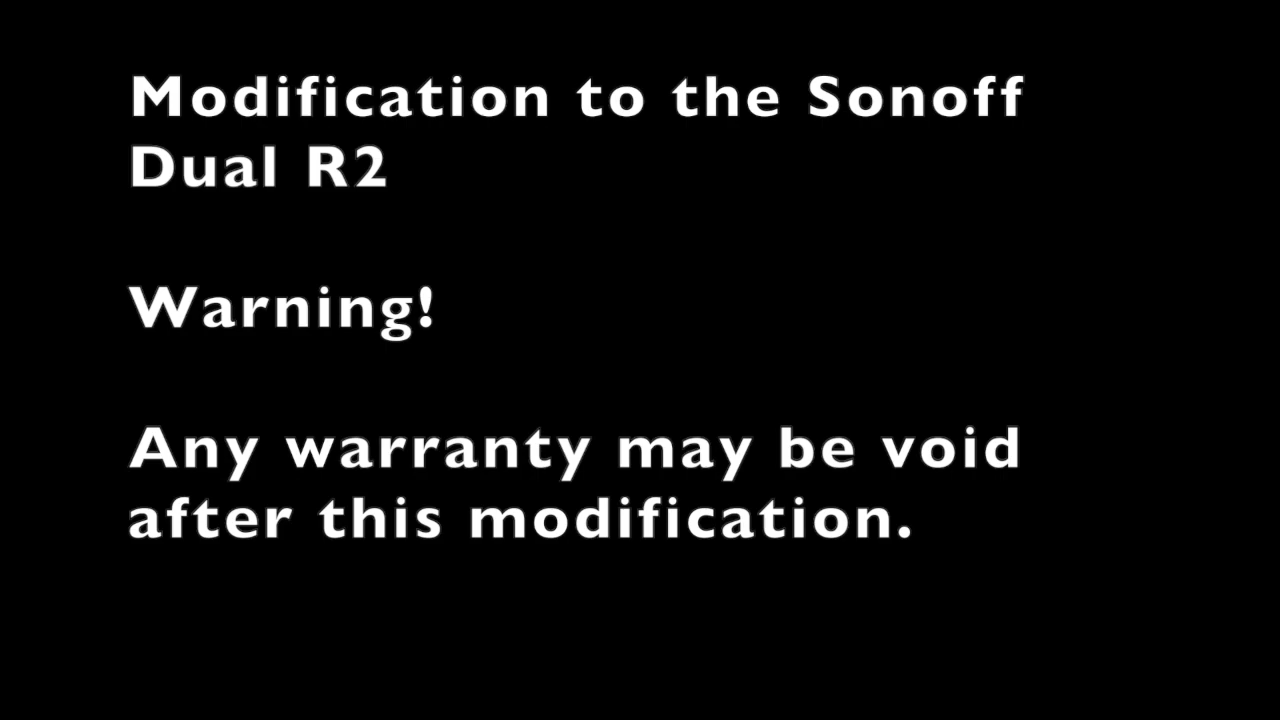 Modification to the Sonoff
Dual R2
Warning!
Any warranty may be void
after this modification.